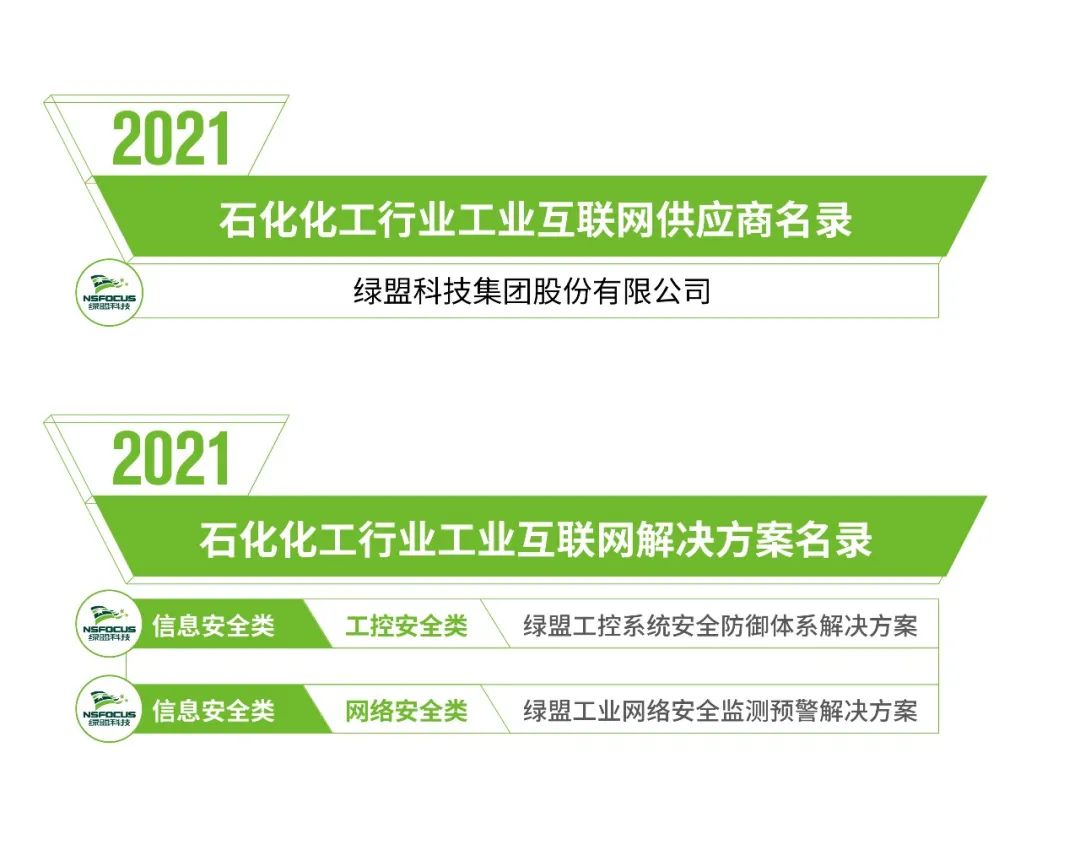 2021
石化化工行业工业互联网供应商名录
NSFOCUS
绿盟科技
绿盟科技集团股份有限公司
2021
石化化工行业工业互联网解决方案名录
NSFOCUS
绿盟科技
信息安全类 工控安全类 绿盟工控系统安全防御体系解决方案
NSFOCUS
绿盟科技
信息安全类 网络安全类 绿盟工业网络安全监测预警解决方案